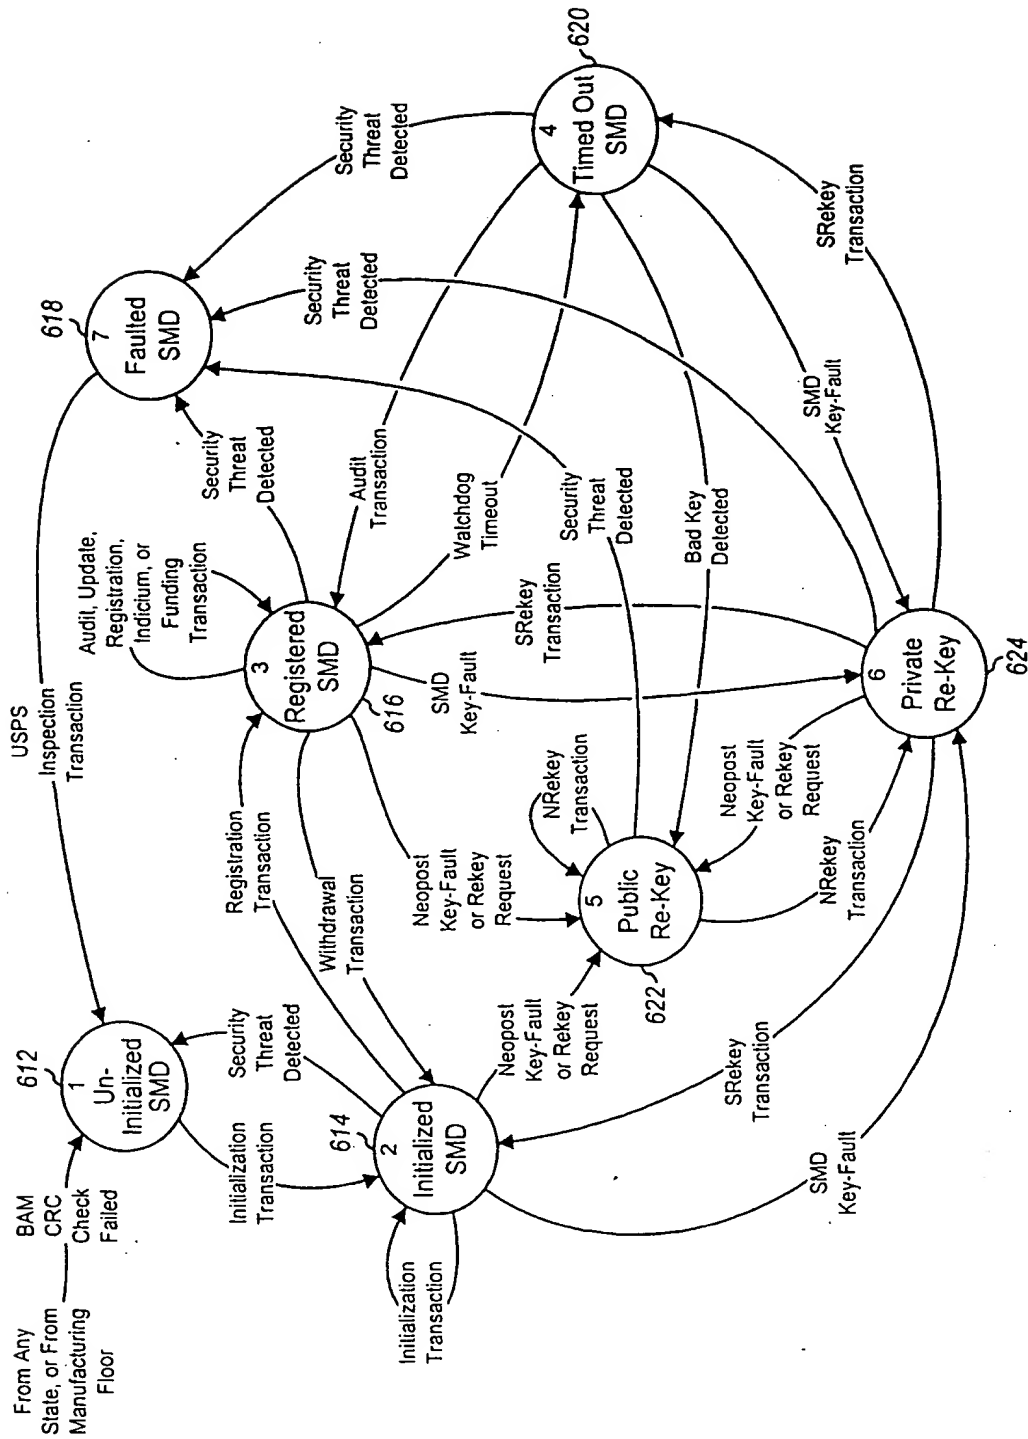 From Any
State, or From
Manufacturing
Floor
BAM
CRC
Check
Failed
612
1
Un-
Initialized
SMD
USPS
Inspection
Transaction
618
7
Faulted
SMD
Security
Threat
Detected
620
4
Timed Out
SMD
Initialization
Transaction
Security
Threat
Detected
Registration
Transaction
Audit, Update,
Registration,
Indicium, or
Funding
Transaction
Security
Threat
Detected
Security
Threat
Detected
3
Registered
SMD
616
Audit
Transaction
Watchdog
Timeout
Initialization
Transaction
614
2
Initialized
SMD
Withdrawal
Transaction
Neopost
Key-Fault
or Rekey
Request
SMD
Key-Fault
SRekey
Transaction
Security
Threat
Detected
Neopost
Key-Fault
or Rekey
Request
NRekey
Transaction
5
Public
Re-Key
622
Bad Key
Detected
Neopost
Key-Fault
or Rekey
Request
NRekey
Transaction
SMD
Key-Fault
SRekey
Transaction
SRekey
Transaction
SMD
Key-Fault
6
Private
Re-Key
624